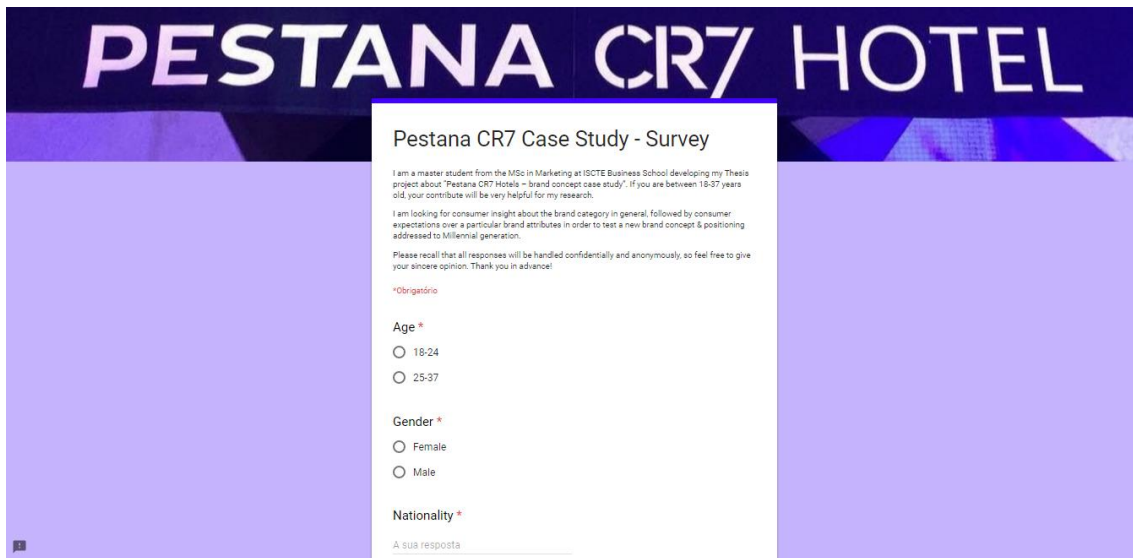 PESTANA CR7 HOTEL
Pestana CR7 Case Study - Survey
I am a master student from the MSc in Marketing at ISCTE Business School developing my Thesis
project about "Pestana CR7 Hotels – brand concept case study". If you are between 18-37 years
old, your contribute will be very helpful for my research.
I am looking for consumer insight about the brand category in general, followed by consumer
expectations over a particular brand attributes in order to test a new brand concept & positioning
addressed to Millennial generation.
Please recall that all responses will be handled confidentially and anonymously, so feel free to give
your sincere opinion. Thank you in advance!
*Obrigatório
Age *
18-24
25-37
Gender *
Female
Male
Nationality *
A sua resposta